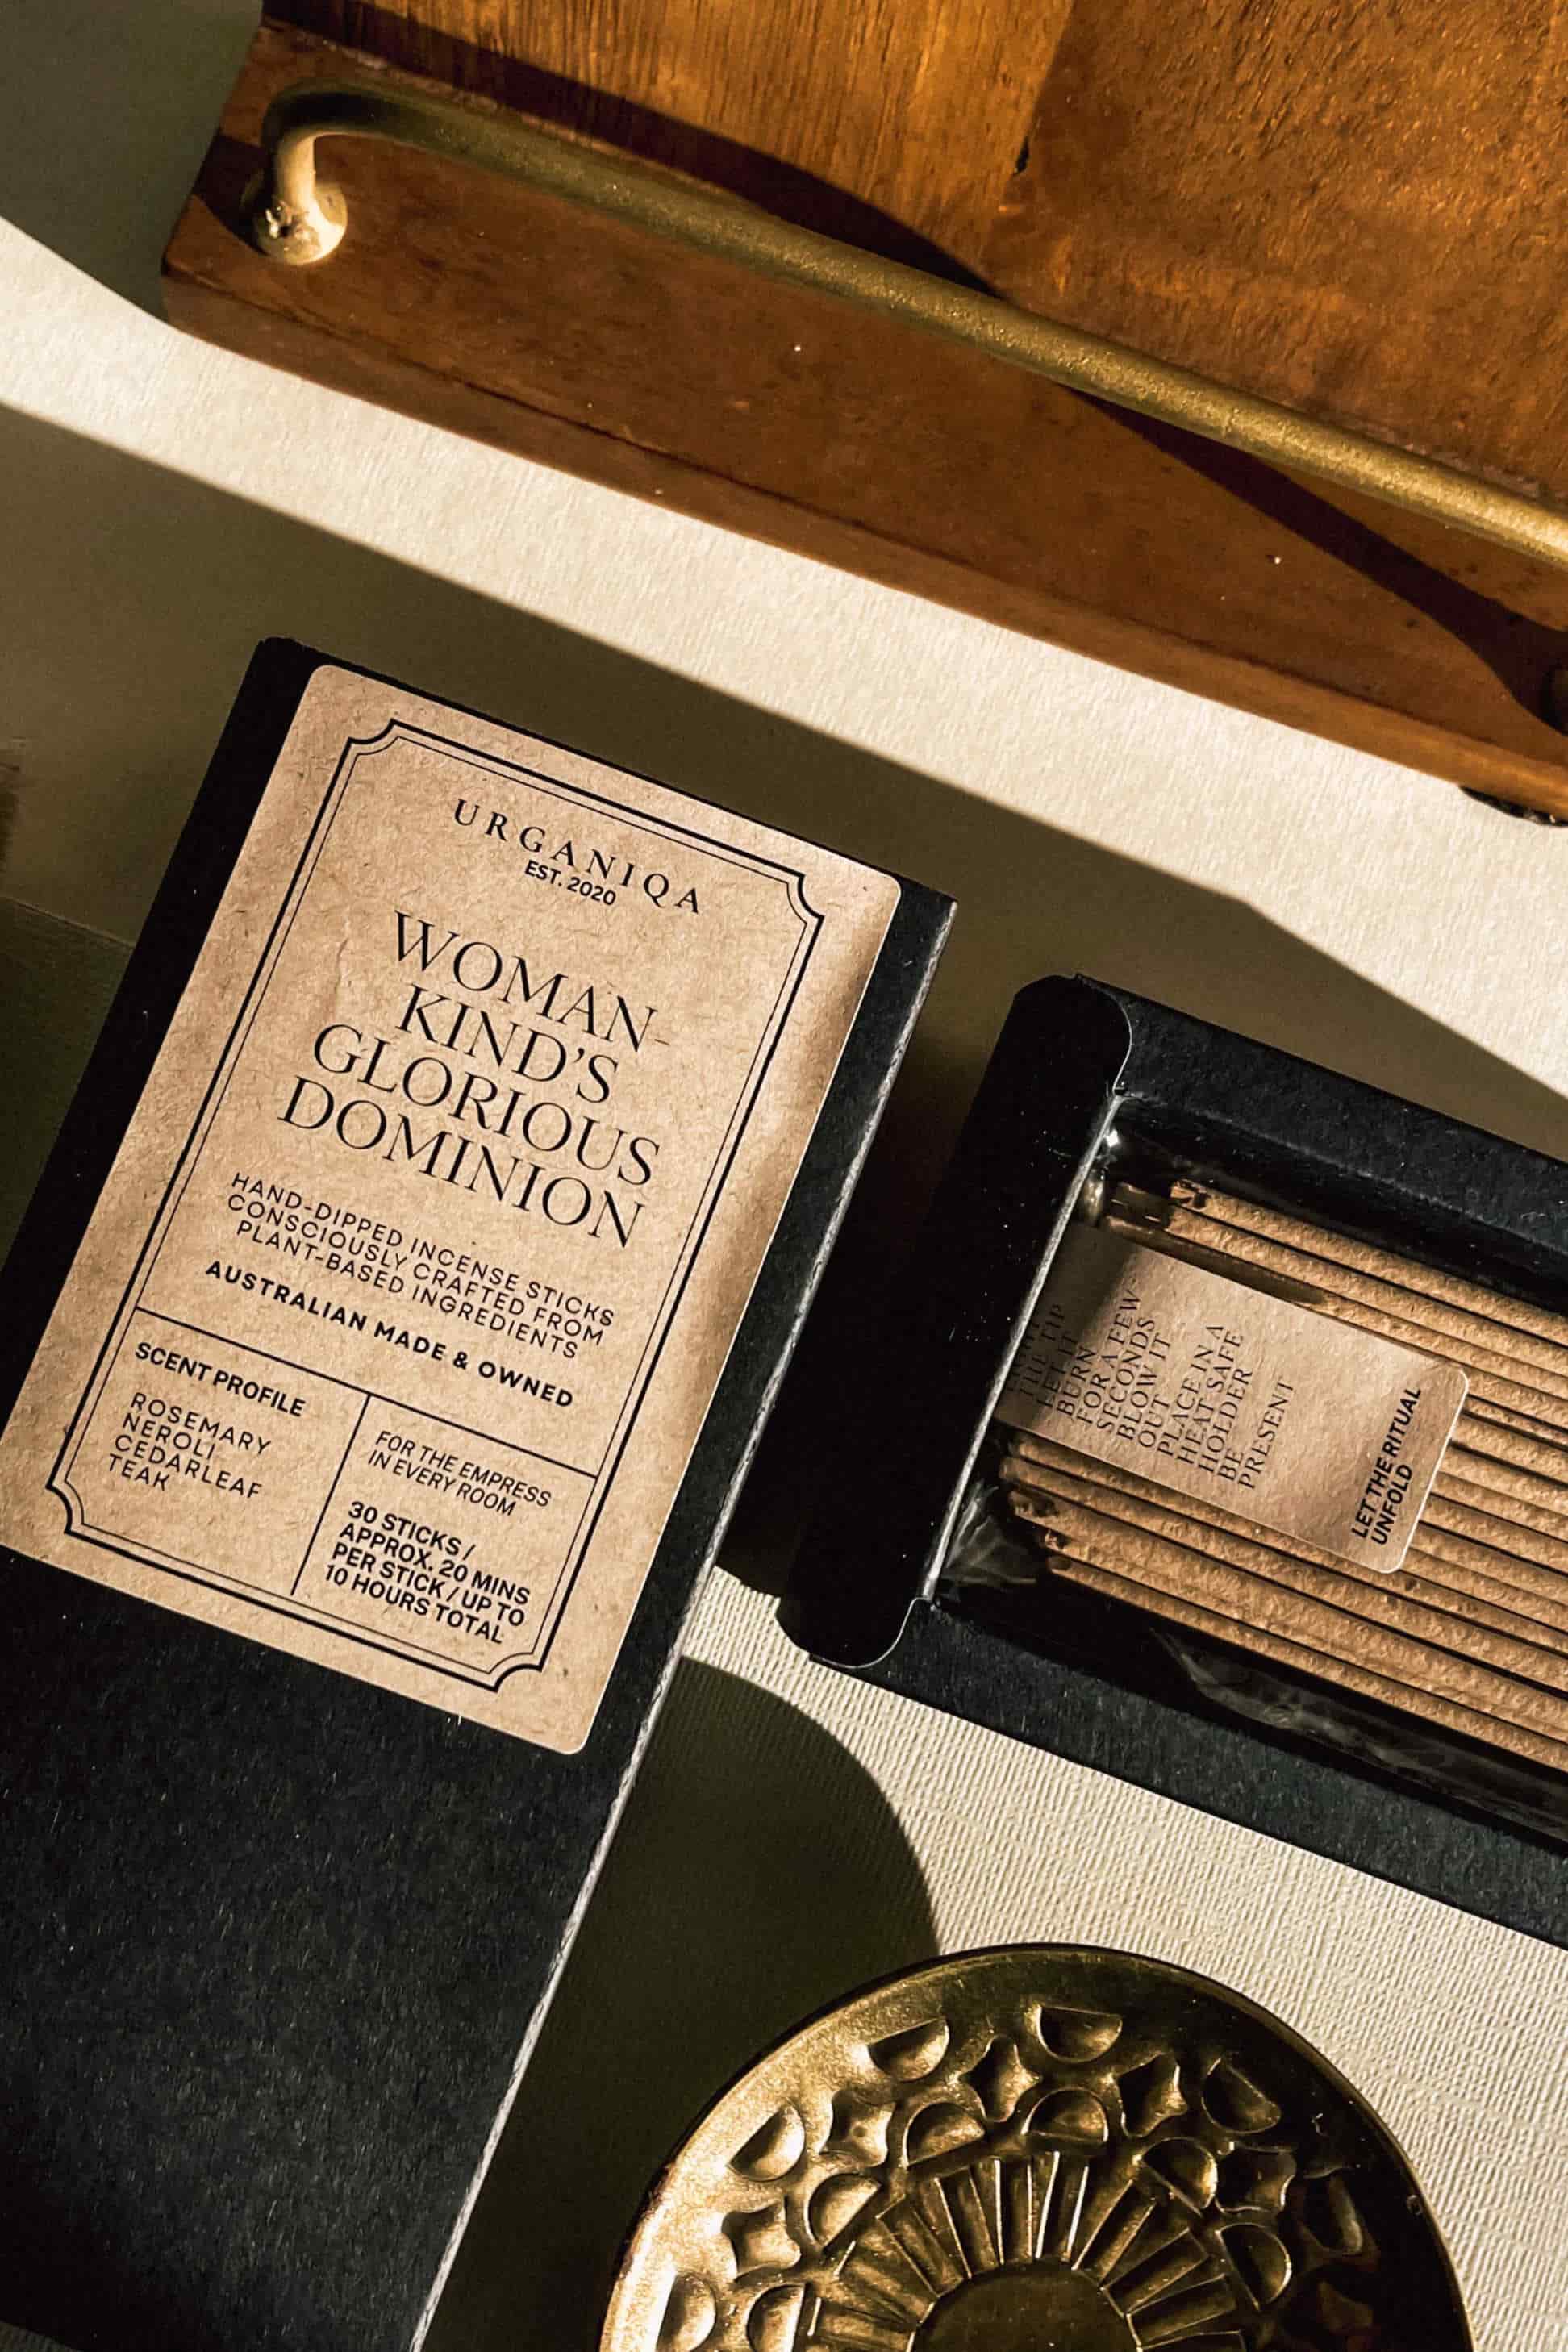 URGANIQA
EST. 2020
WOMAN-
KIND'S
GLORIOUS
DOMINION
HAND-DIPPED INCENSE STICKS
CONSCIOUSLY CRAFTED FROM
PLANT-BASED INGREDIENTS
AUSTRALIAN MADE & OWNED
SCENT PROFILE
ROSEMARY
NEROLI
CEDARLEAF
TEAK
FOR THE EMPRESS
IN EVERY ROOM
30 STICKS /
APPROX. 20 MINS
PER STICK / UP TO
10 HOURS TOTAL
THE TIP
LET IT
BURN
FOR A FEW
SECONDS
BLOW IT
OUT
PLACE IN A
HEAT-SAFE
HOLDER
BE
PRESENT
LET THE RITUAL
UNFOLD